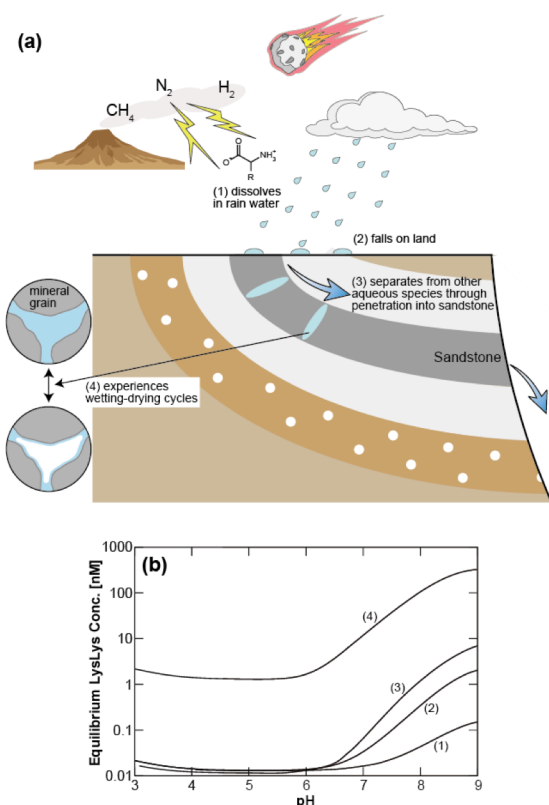 (a)
N2
H2
CH4
O
O-
NH3+
R
(1) dissolves
in rain water
(2) falls on land
mineral
grain
(3) separates from other
aqueous species through
penetration into sandstone
Sandstone
(4) experiences
wetting-drying cycles
(b)
Equilibrium LysLys Conc. [nM]
1000
100
10
1
0.1
0.01
(4)
(3)
(2)
(1)
3
4
5
6
7
8
9
pH